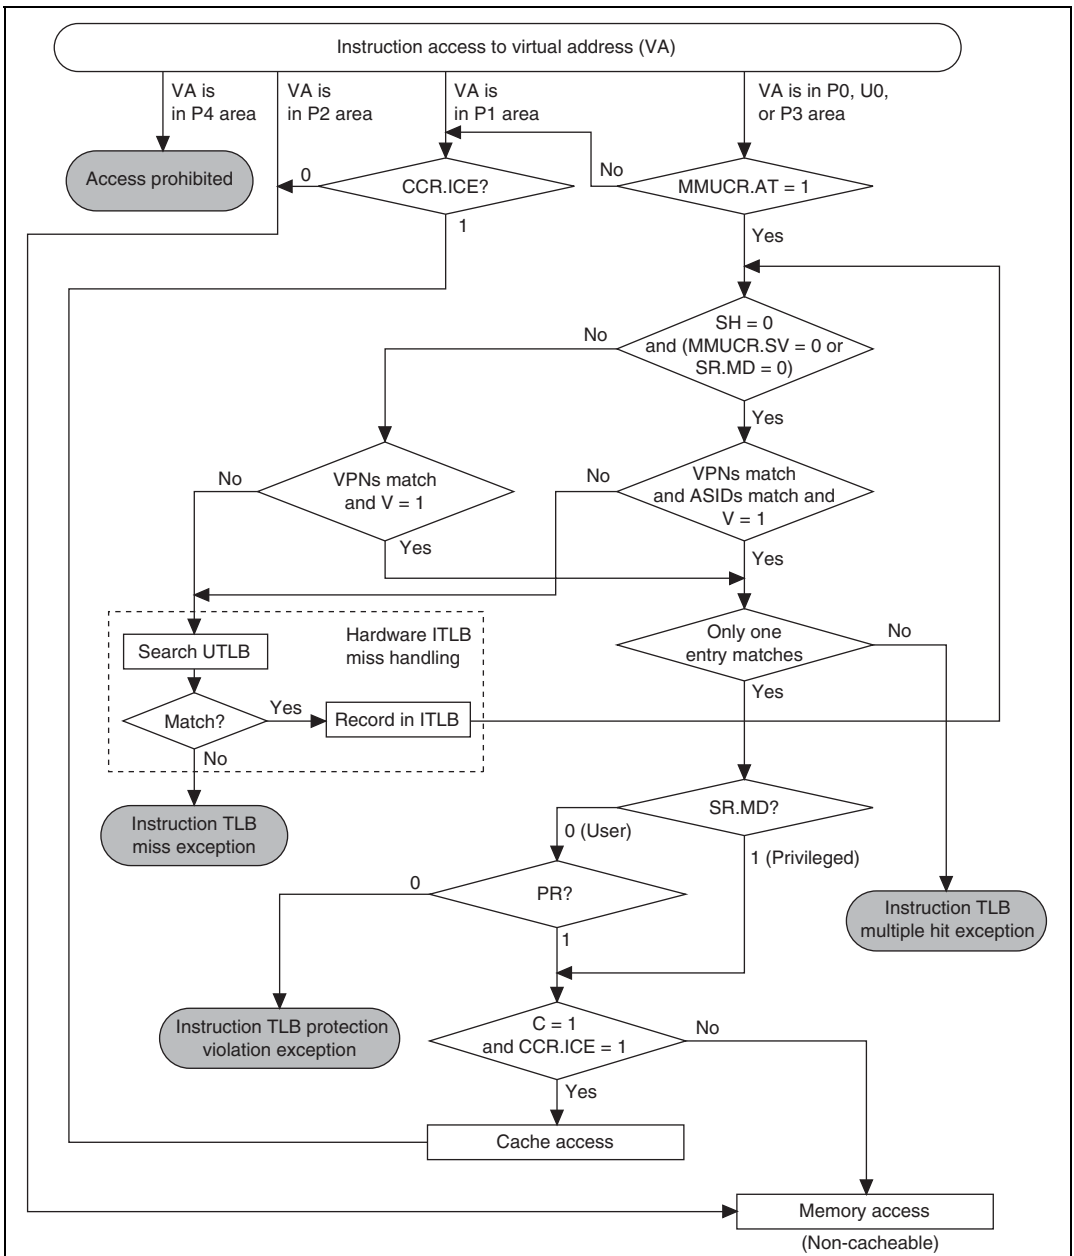 Instruction access to virtual address (VA)
VA is
in P4 area
VA is
in P2 area
VA is
in P1 area
VA is in P0, U0,
or P3 area
Access prohibited
0
CCR.ICE?
1
No
MMUCR.AT = 1
Yes
SH = 0
and (MMUCR.SV = 0 or
SR.MD = 0)
No
Yes
No
VPNs match
and V = 1
Yes
No
VPNs match
and ASIDs match and
V = 1
Yes
Hardware ITLB
miss handling
Search UTLB
Match?
Yes
Record in ITLB
No
Only one
entry matches
No
Yes
Instruction TLB
miss exception
SR.MD?
0 (User)
1 (Privileged)
0
PR?
1
Instruction TLB
multiple hit exception
Instruction TLB protection
violation exception
C = 1
and CCR.ICE = 1
No
Yes
Cache access
Memory access
(Non-cacheable)